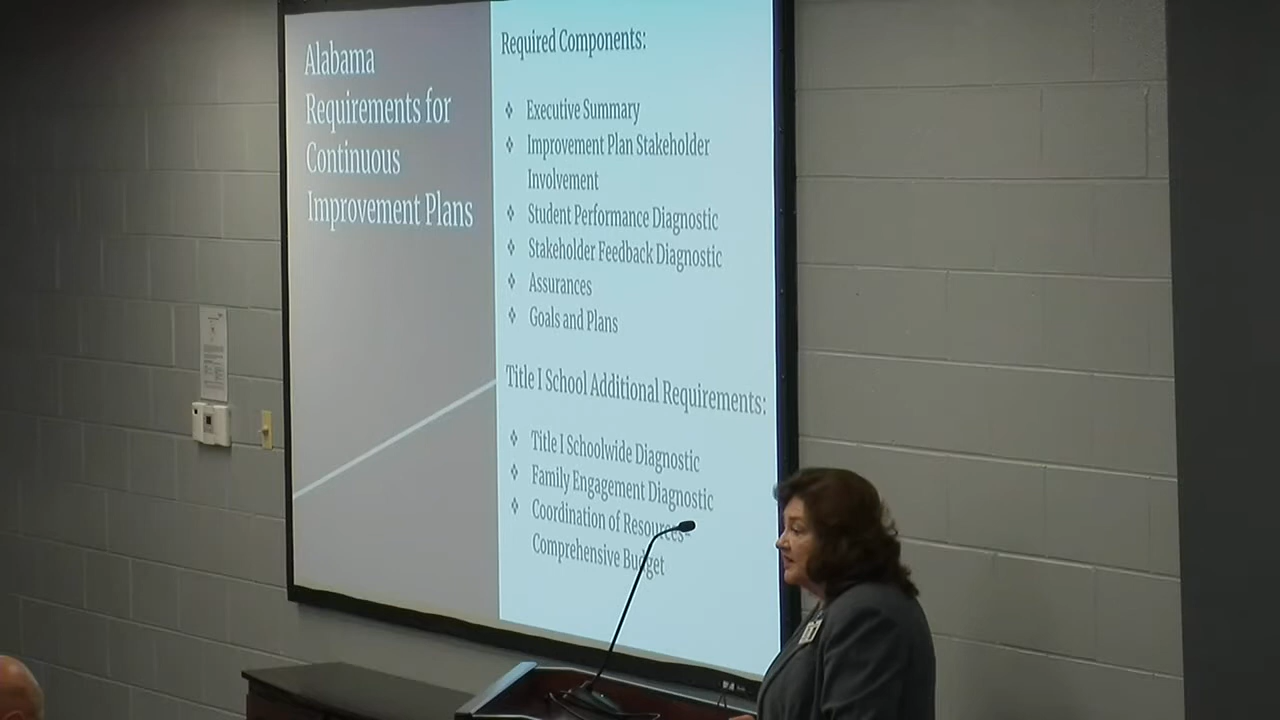 Alabama
Requirements for
Continuous
Improvement Plans
Required Components:
❖ Executive Summary
❖ Improvement Plan Stakeholder
Involvement
❖ Student Performance Diagnostic
❖ Stakeholder Feedback Diagnostic
❖ Assurances
❖ Goals and Plans
Title I School Additional Requirements:
❖ Title I Schoolwide Diagnostic
❖ Family Engagement Diagnostic
❖ Coordination of Resources-
Comprehensive Budget